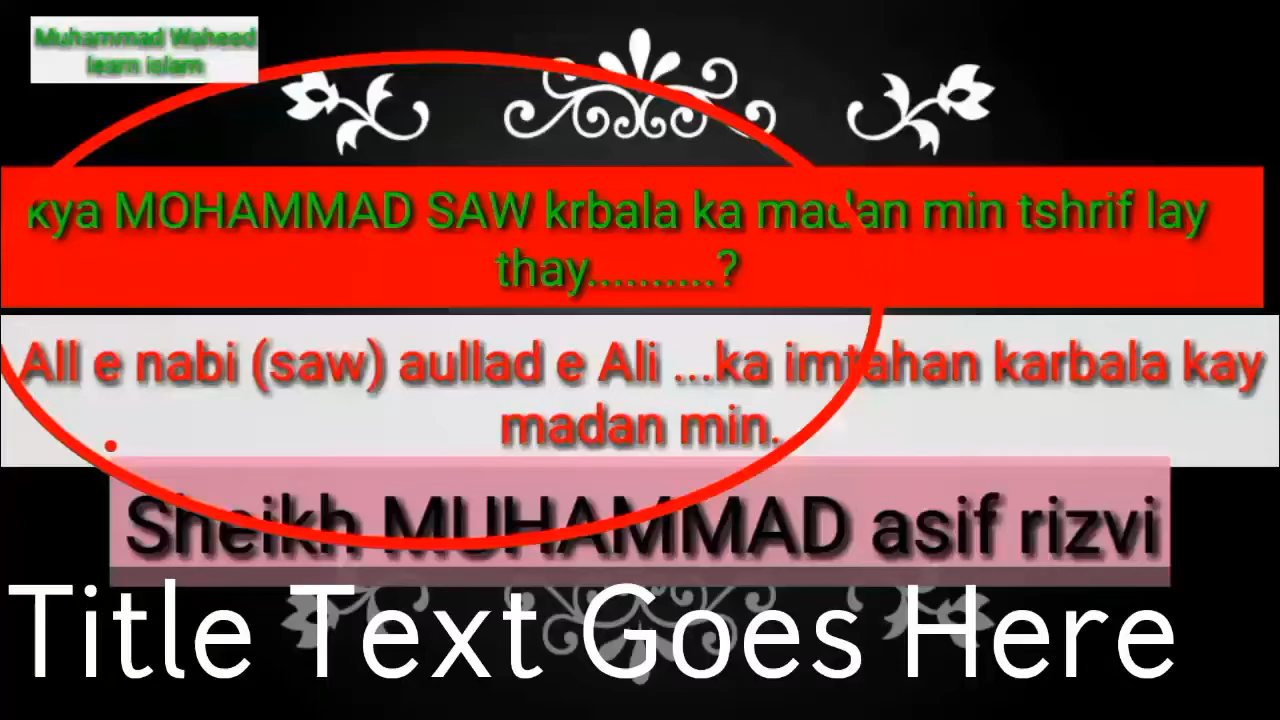 Muhammad Waheed
learn islam
kya MOHAMMAD SAW krbala ka madan min tshrif lay
thay..........?
All e nabi (saw) aullad e Ali ...ka imtahan karbala kay
madan min.
Sheikh MUHAMMAD asif rizvi
Title Text Goes Here